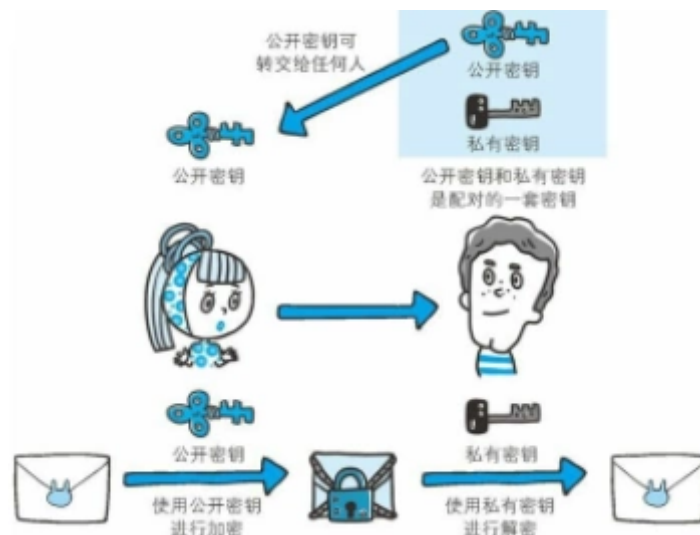 公开密钥可
转交给任何人
公开密钥
私有密钥
公开密钥
公开密钥和私有密钥
是配对的一套密钥
公开密钥
私有密钥
使用公开密钥
进行加密
使用私有密钥
进行解密